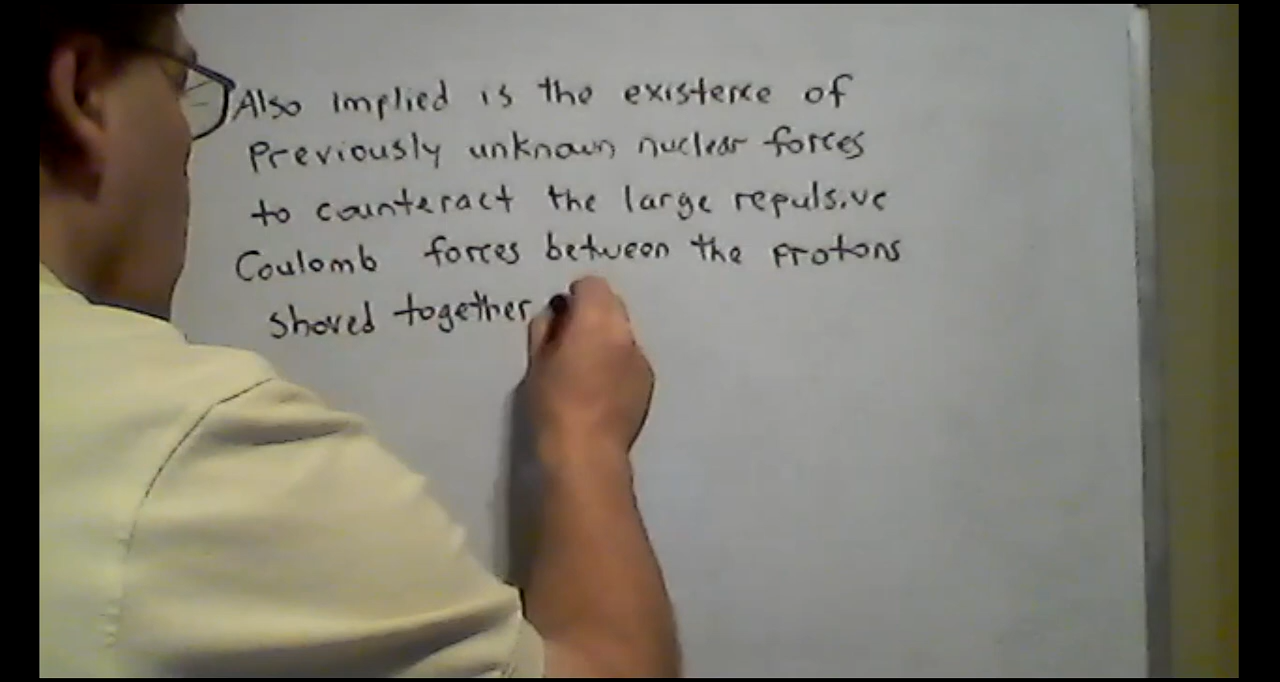 Also implied is the existence of
Previously unknown nuclear forces
to counteract the large repulsive
Coulomb forces between the protons
shoved together